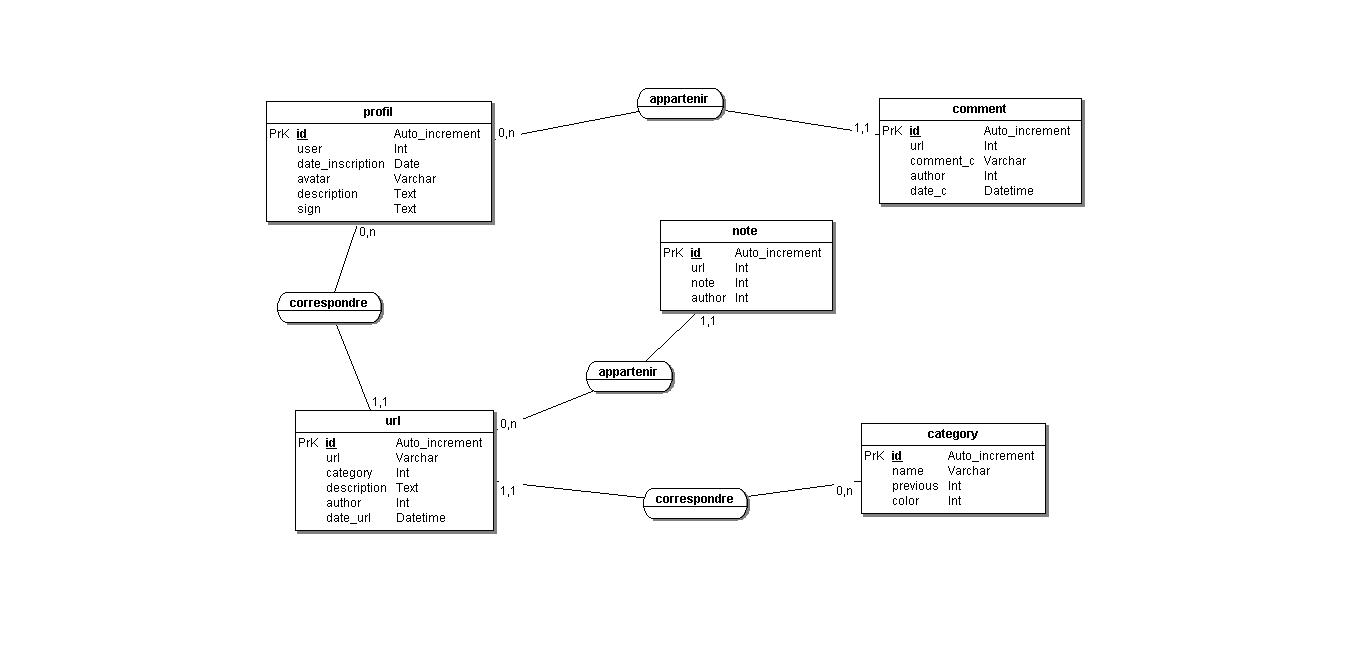 profil
PrK id Auto_increment
user Int
date_inscription Date
avatar Varchar
description Text
sign Text
0,n
appartenir
1,1
comment
PrK id Auto_increment
url Int
comment_c Varchar
author Int
date_c Datetime
0,n
correspondre
1,1
note
PrK id Auto_increment
url Int
note Int
author Int
1,1
appartenir
0,n
url
PrK id Auto_increment
url Varchar
category Int
description Text
author Int
date_url Datetime
1,1
correspondre
0,n
category
PrK id Auto_increment
name Varchar
previous Int
color Int